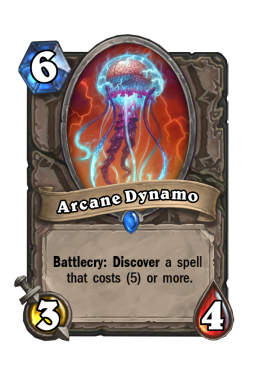 6
Arcane Dynamo
Battlecry: Discover a spell
that costs (5) or more.
3
4